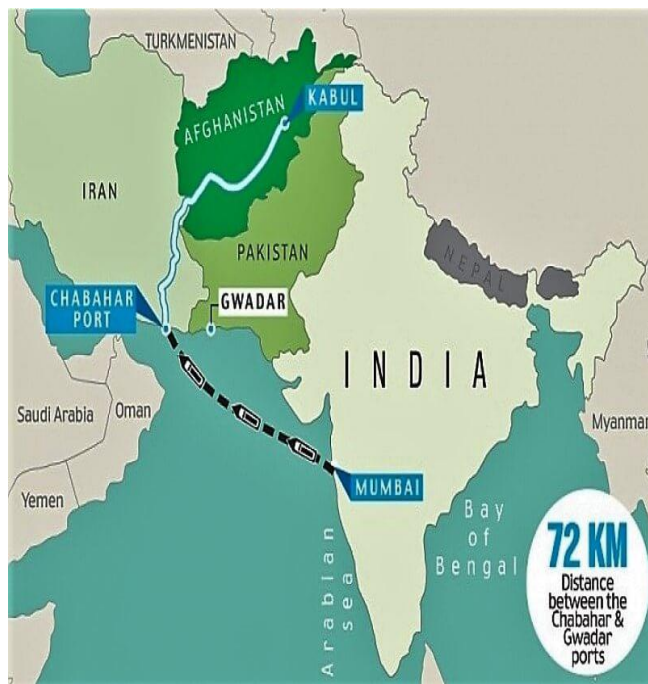 TURKMENISTAN
AFGHANISTAN
KABUL
IRAN
PAKISTAN
NEPAL
CHABAHAR
PORT
GWADAR
INDIA
Saudi Arabia
Oman
Myanmar
Yemen
MUMBAI
Arabian
sea
Bay
of
Bengal
72 KM
Distance
between the
Chabahar &
Gwadar
ports